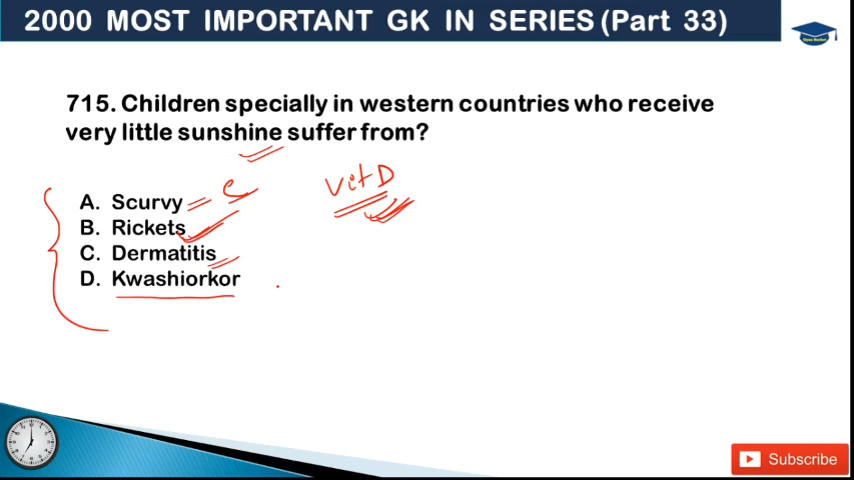 2000 MOST IMPORTANT GK IN SERIES (Part 33)
715. Children specially in western countries who receive
very little sunshine suffer from?
A. Scurvy C
B. Rickets
C. Dermatitis
D. Kwashiorkor
Vit D
Subscribe